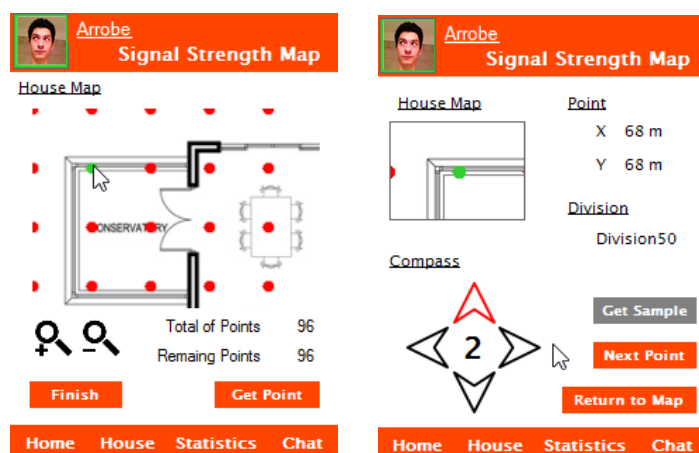 Arrobe
Signal Strength Map
House Map
CONSERVATORY
Total of Points 96
Remaing Points 96
Finish Get Point
Home House Statistics Chat
Arrobe
Signal Strength Map
House Map Point
X 68 m
Y 68 m
Division
Division50
Compass
2
Get Sample
Next Point
Return to Map
Home House Statistics Chat